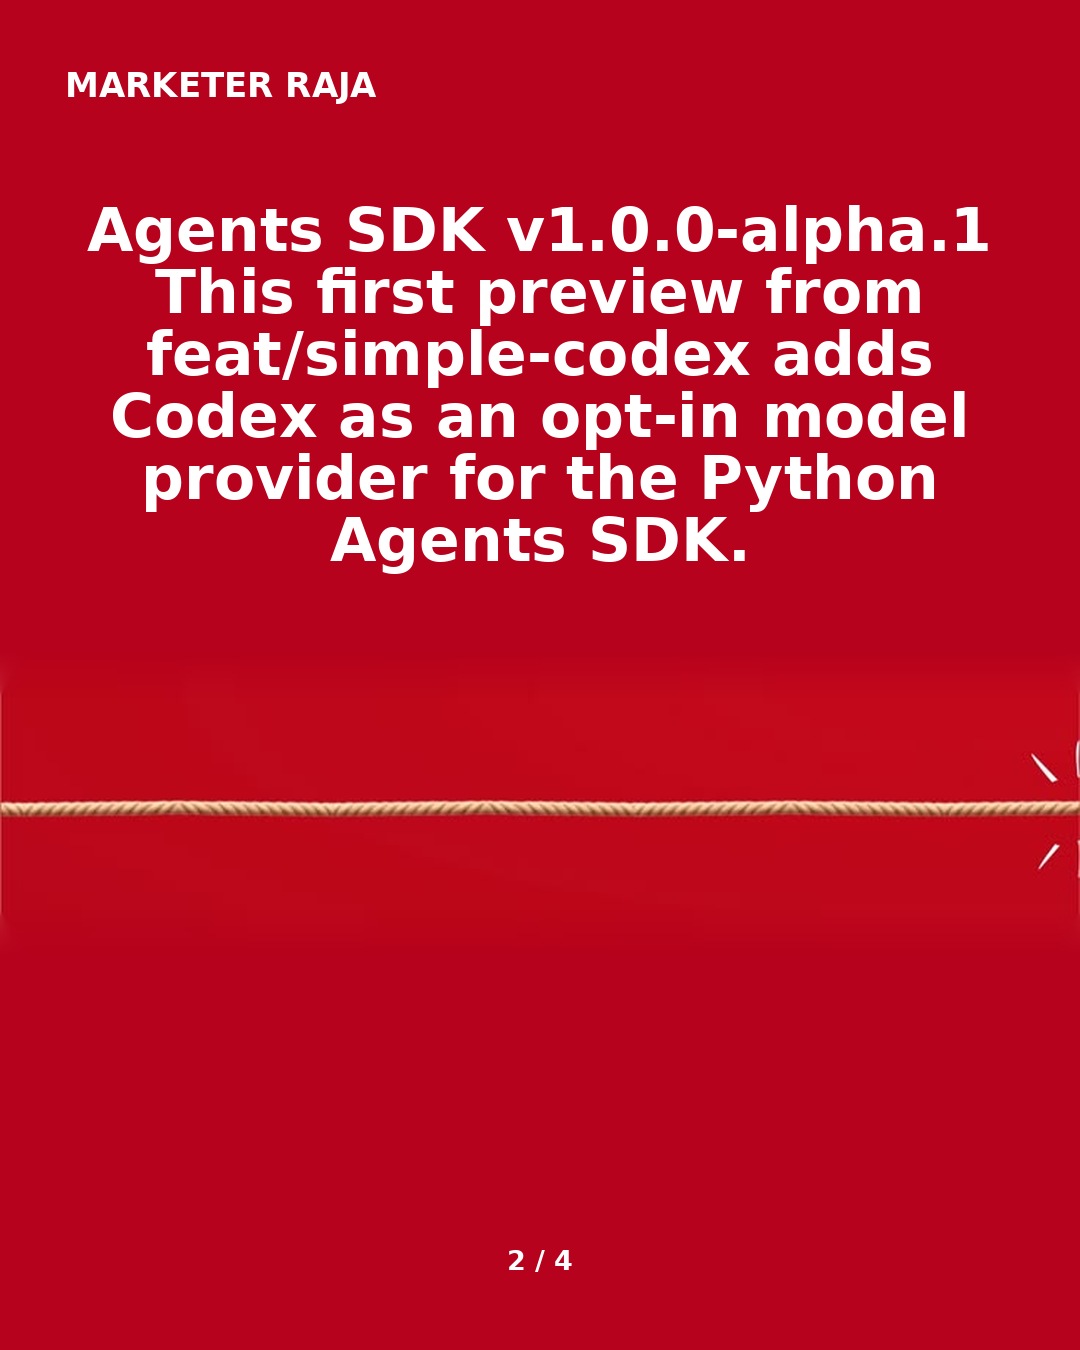 MARKETER RAJA
Agents SDK v1.0.0-alpha.1
This first preview from
feat/simple-codex adds
Codex as an opt-in model
provider for the Python
Agents SDK.
2 / 4